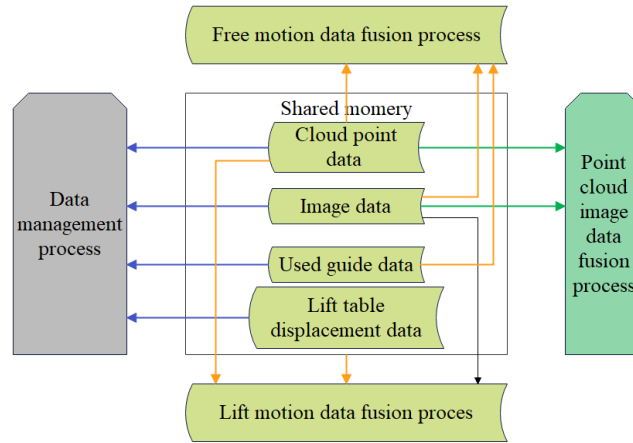 Free motion data fusion process
Shared momery
Cloud point
data
Image data
Used guide data
Lift table
displacement data
Data
management
process
Point
cloud
image
data
fusion
process
Lift motion data fusion proces